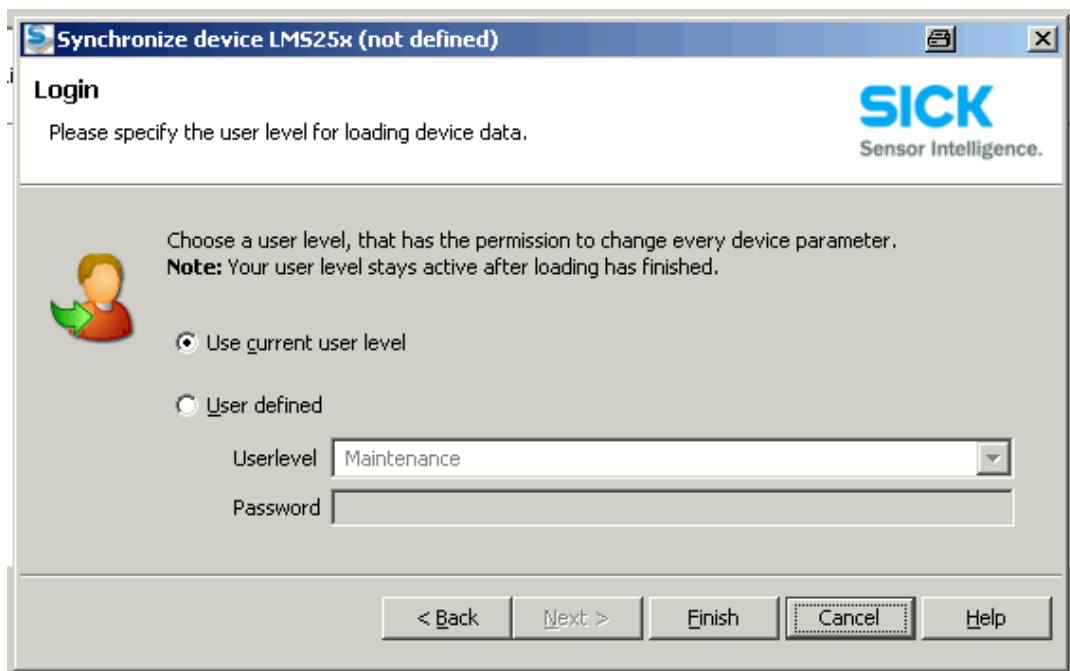 Synchronize device LMS25x (not defined)
Login
Please specify the user level for loading device data.
SICK
Sensor Intelligence.
Choose a user level, that has the permission to change every device parameter.
Note: Your user level stays active after loading has finished.
Use current user level
User defined
Userlevel Maintenance
Password
< Back Next > Finish Cancel Help